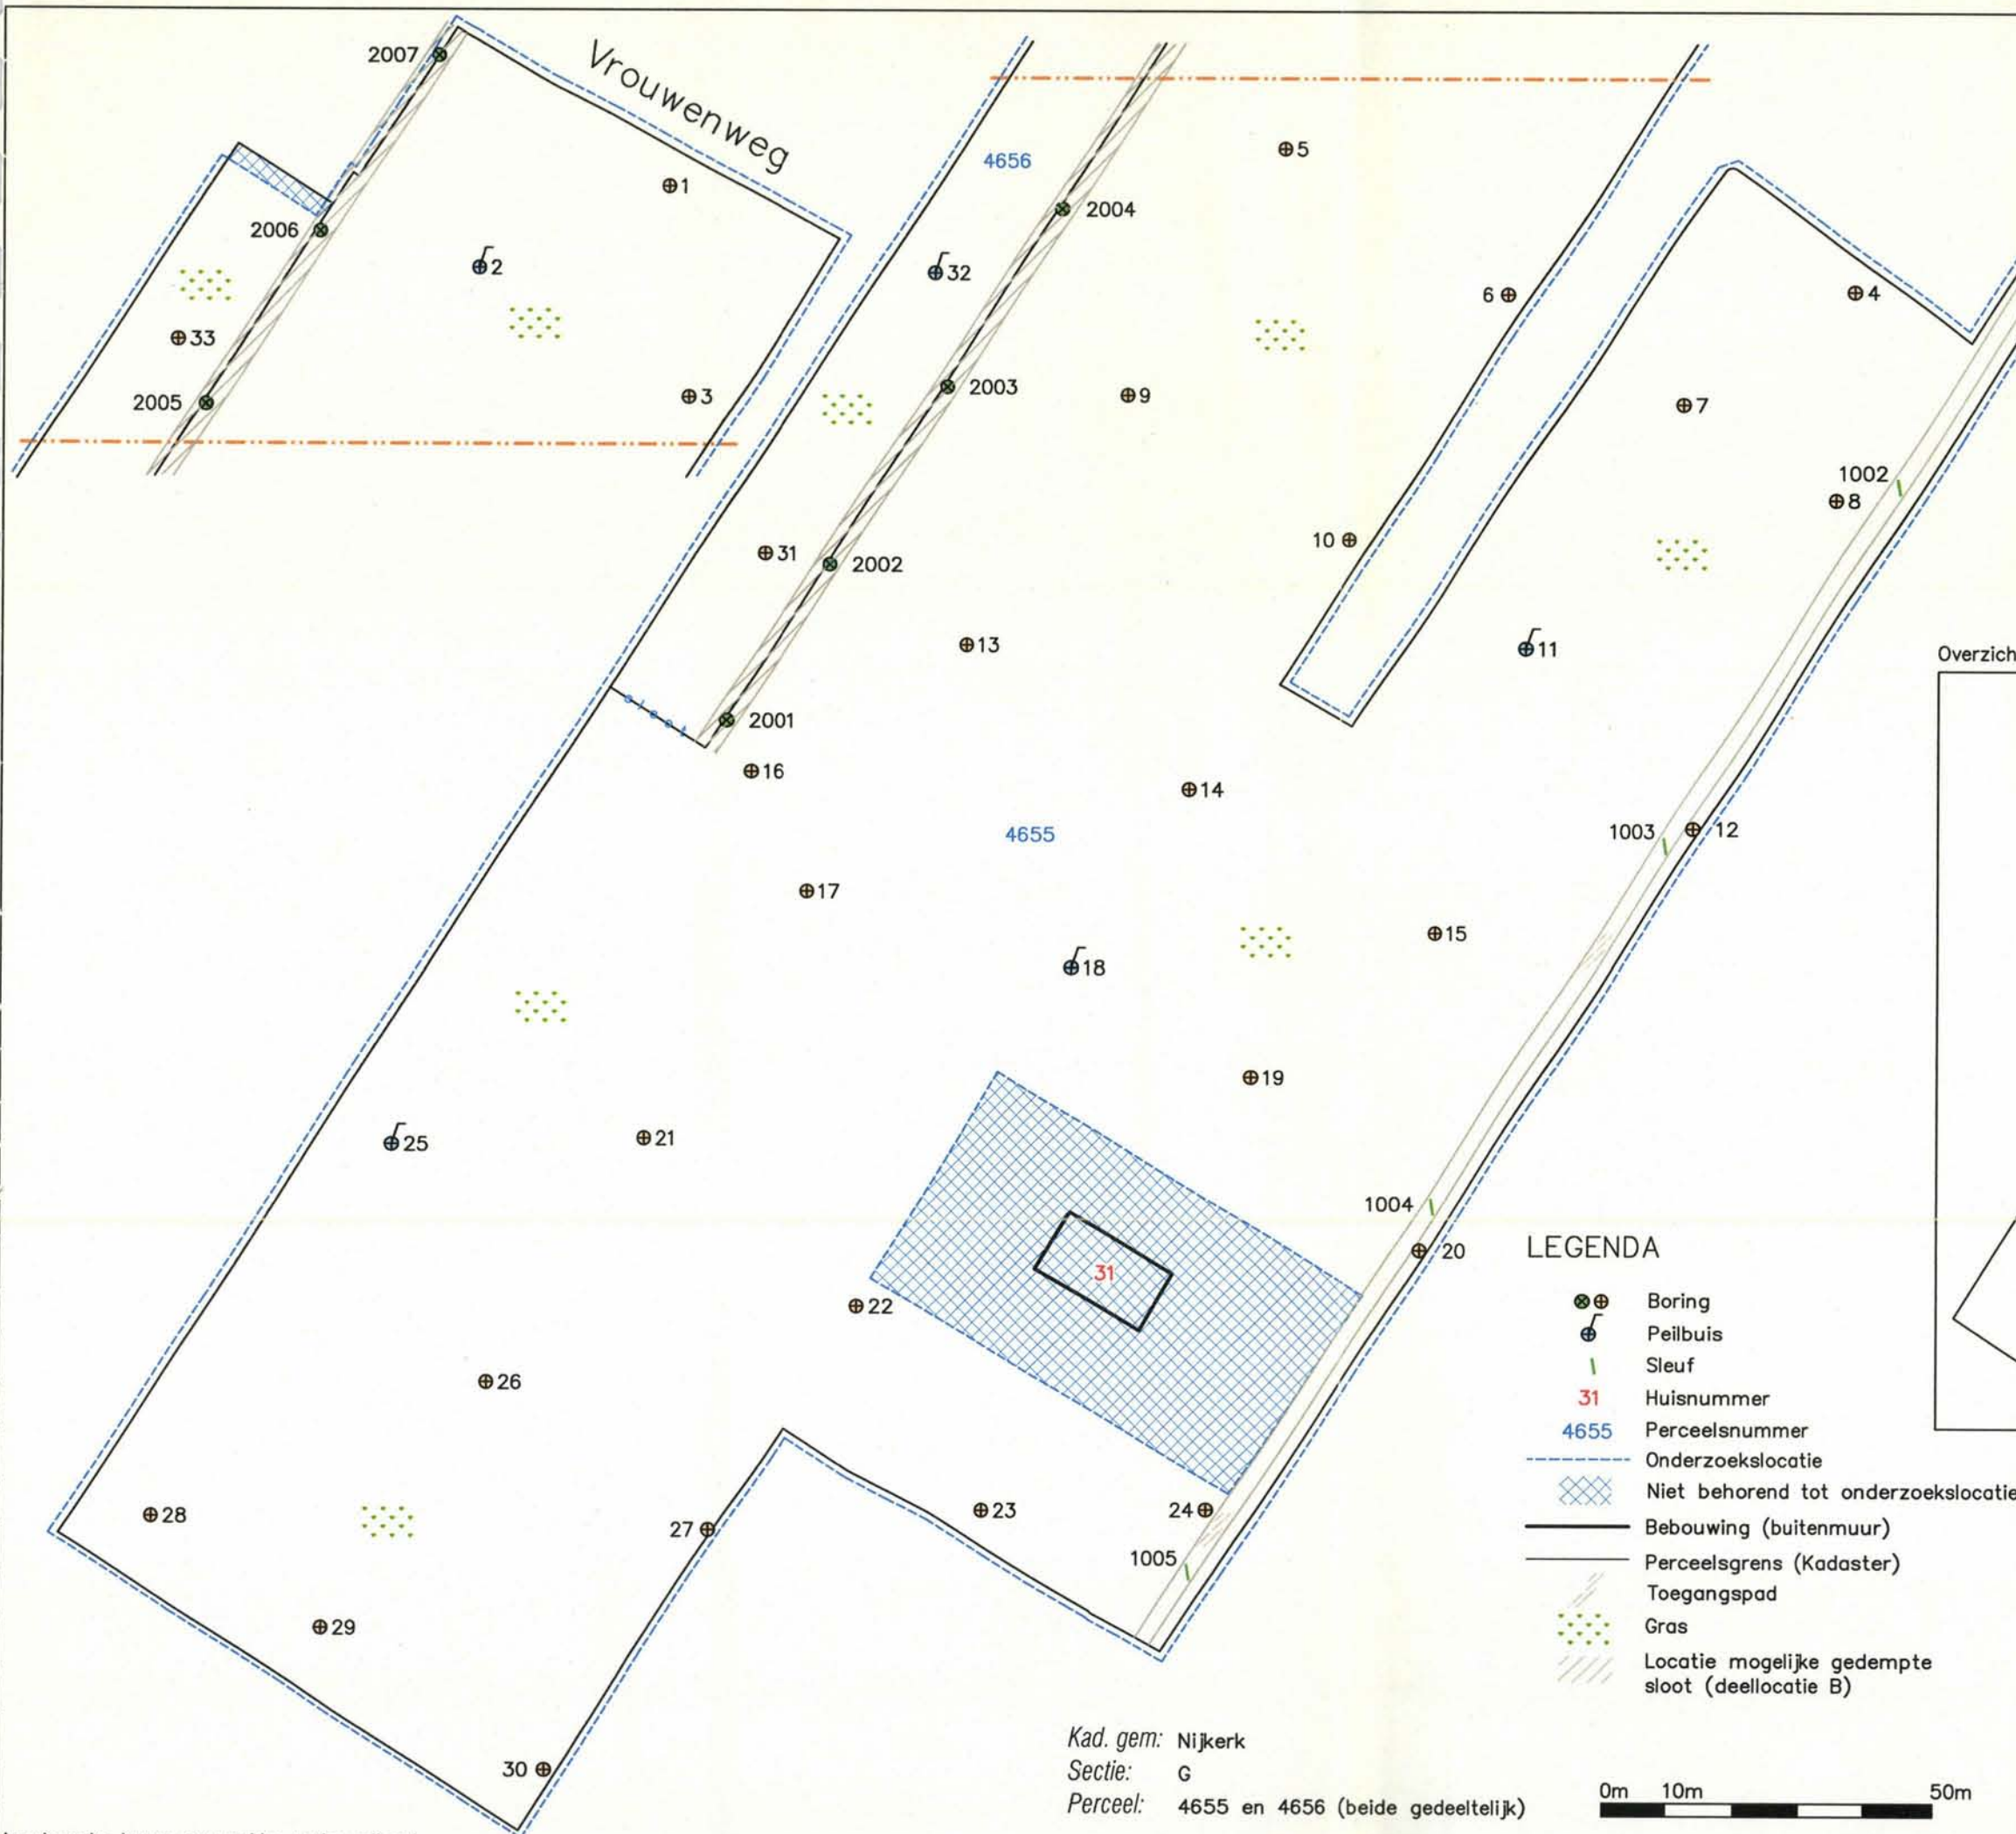 2007
Vrouwenweg
4656
5
1
2004
2006
2
32
6
4
33
2003
9
7
2005
3
1002
8
31
2002
10
13
11
Overzich
sloot
2001
16
14
4655
1003
12
17
15
18
19
25
21
1004
20
31
22
26
28
27
23
24
1005
29
30
LEGENDA
Boring
Peilbuis
Sleuf
31 Huisnummer
4655 Perceelsnummer
Onderzoekslocatie
Niet behorend tot onderzoekslocatie
Bebouwing (buitenmuur)
Perceelsgrens (Kadaster)
Toegangspad
Gras
Locatie mogelijke gedempte
sloot (deellocatie B)
Kad. gem: Nijkerk
Sectie: G
Perceel: 4655 en 4656 (beide gedeeltelijk)
0m 10m 50m